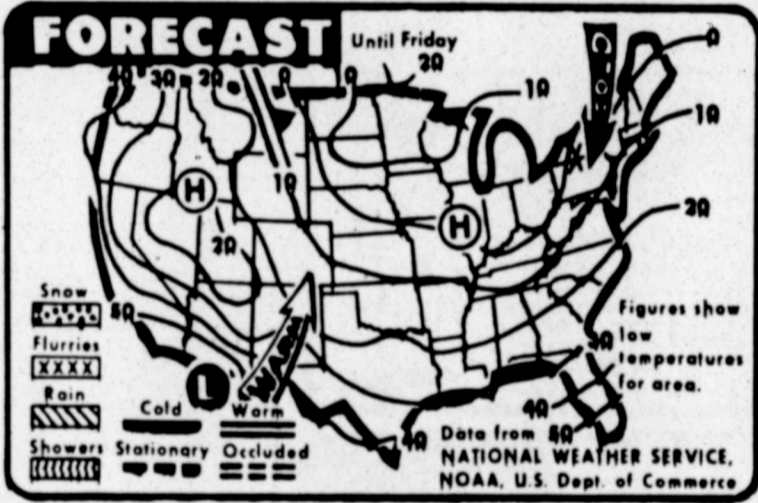 FORECAST
Until Friday
40 30 20 0 0 20
0
COLD
10
10
10
20
H
H
20
Snow
50
Flurries
Rain
Showers
L
WARM
Cold Warm
Stationary Occluded
Figures show
30 low
temperatures
for area.
40
40
50
Data from
NATIONAL WEATHER SERVICE,
NOAA, U.S. Dept. of Commerce